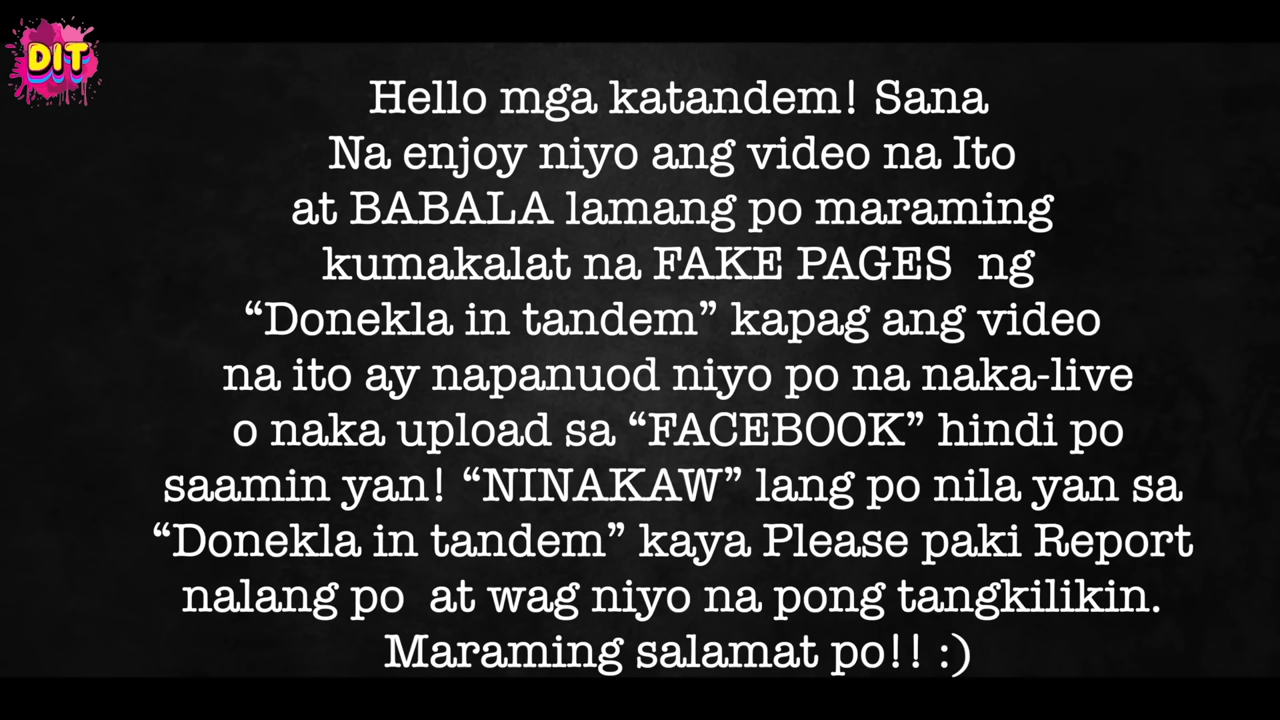 DIT
Hello mga katandem! Sana
Na enjoy niyo ang video na Ito
at BABALA lamang po maraming
kumakalat na FAKE PAGES  ng
“Donekla in tandem” kapag ang video
na ito ay napanuod niyo po na naka-live
o naka upload sa “FACEBOOK” hindi po
saamin yan! “NINAKAW” lang po nila yan sa
“Donekla in tandem” kaya Please paki Report
nalang po  at wag niyo na pong tangkilikin.
Maraming salamat po!! :)